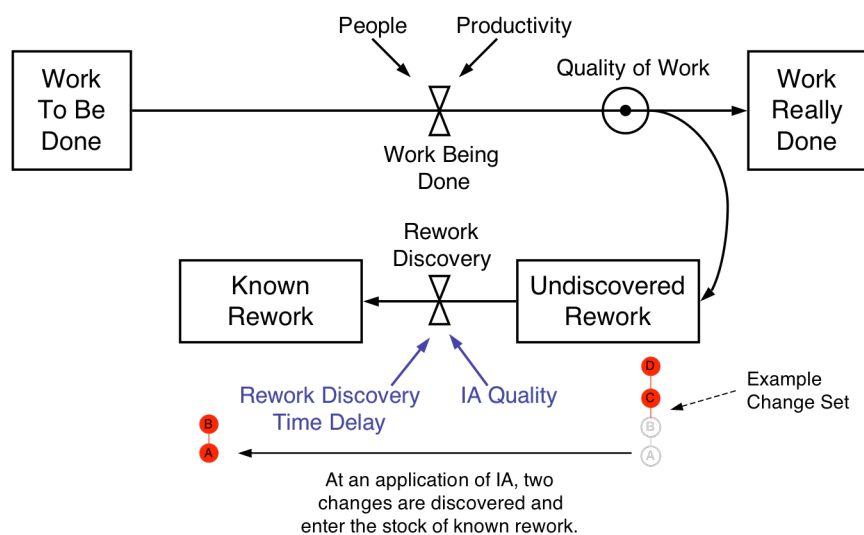 People
Productivity
Work
To Be
Done
Quality of Work
Work
Really
Done
Work Being
Done
Rework
Discovery
Known
Rework
Undiscovered
Rework
Rework Discovery
Time Delay
IA Quality
D
C
B
A
Example
Change Set
B
A
At an application of IA, two
changes are discovered and
enter the stock of known rework.